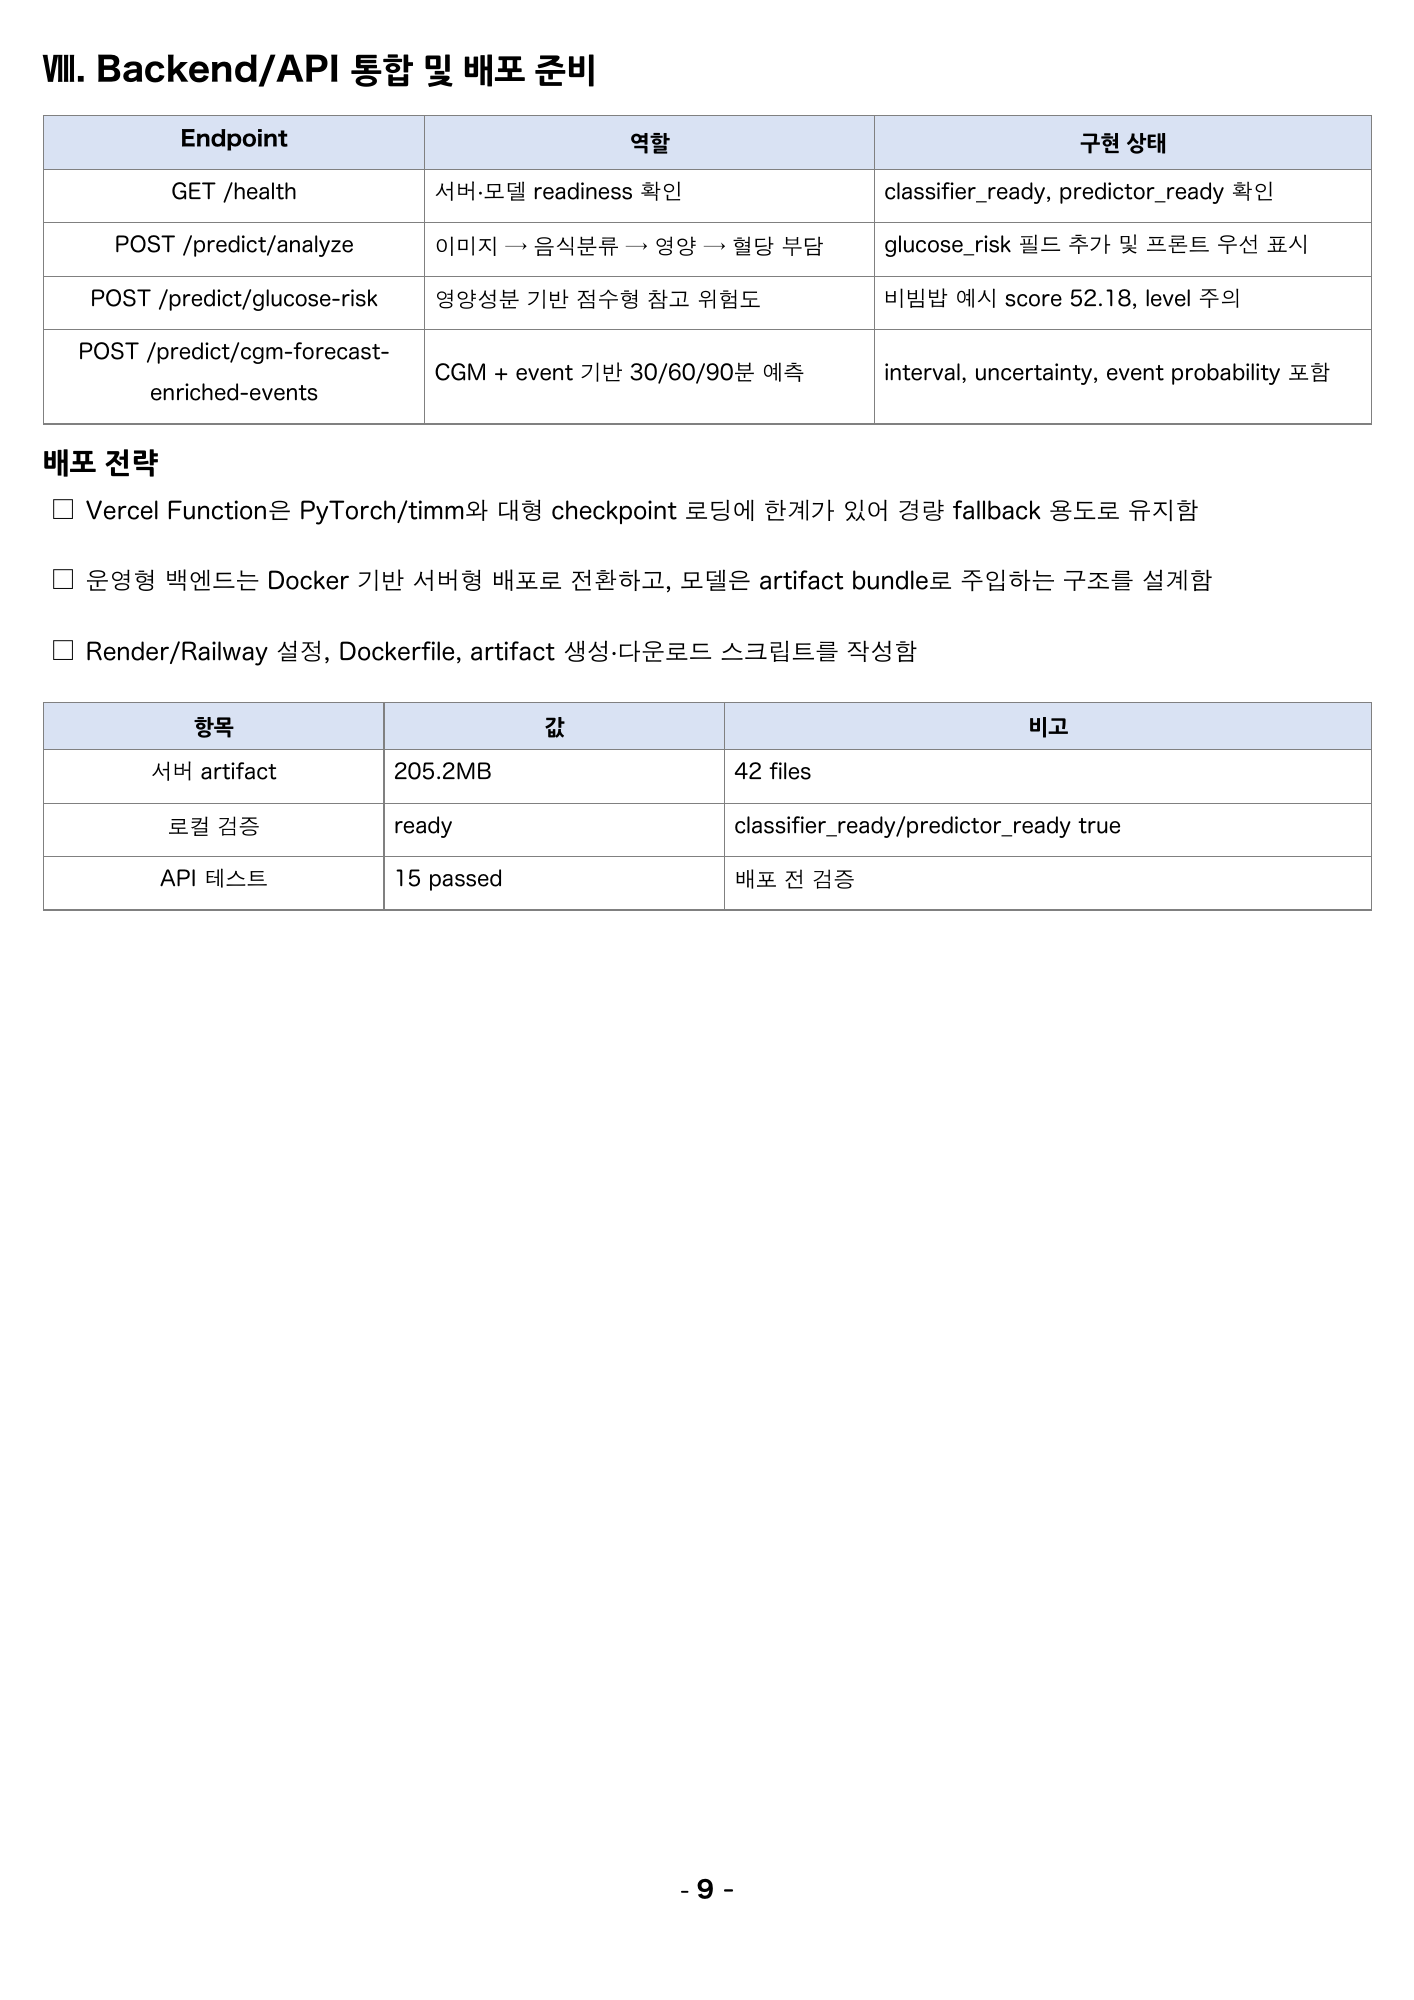 Ⅷ. Backend/API 통합 및 배포 준비
Endpoint 역할 구현 상태
GET /health 서버·모델 readiness 확인 classifier_ready, predictor_ready 확인
POST /predict/analyze 이미지 → 음식분류 → 영양 → 혈당 부담 glucose_risk 필드 추가 및 프론트 우선 표시
POST /predict/glucose-risk 영양성분 기반 점수형 참고 위험도 비빔밥 예시 score 52.18, level 주의
POST /predict/cgm-forecast-
enriched-events CGM + event 기반 30/60/90분 예측 interval, uncertainty, event probability 포함
배포 전략
□ Vercel Function은 PyTorch/timm와 대형 checkpoint 로딩에 한계가 있어 경량 fallback 용도로 유지함
□ 운영형 백엔드는 Docker 기반 서버형 배포로 전환하고, 모델은 artifact bundle로 주입하는 구조를 설계함
□ Render/Railway 설정, Dockerfile, artifact 생성·다운로드 스크립트를 작성함
항목 값 비고
서버 artifact 205.2MB 42 files
로컬 검증 ready classifier_ready/predictor_ready true
API 테스트 15 passed 배포 전 검증
- 9 -